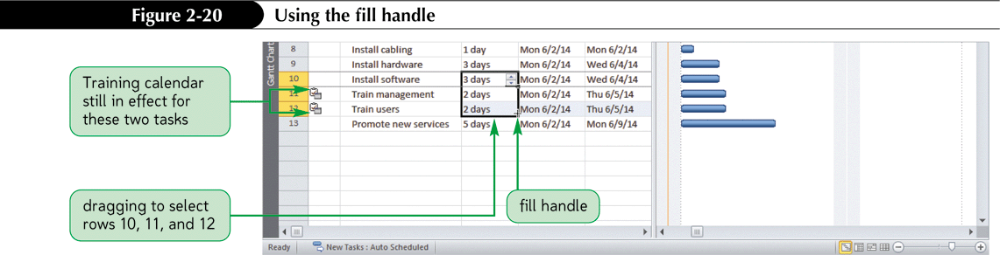 Figure 2-20 Using the fill handle
Gantt Chart
8 Install cabling 1 day Mon 6/2/14 Mon 6/2/14
9 Install hardware 3 days Mon 6/2/14 Wed 6/4/14
10 Install software 3 days Mon 6/2/14 Wed 6/4/14
11 Train management 2 days Mon 6/2/14 Thu 6/5/14
12 Train users 2 days Mon 6/2/14 Thu 6/5/14
13 Promote new services 5 days Mon 6/2/14 Mon 6/9/14
Training calendar
still in effect for
these two tasks
dragging to select
rows 10, 11, and 12
fill handle
Ready New Tasks : Auto Scheduled